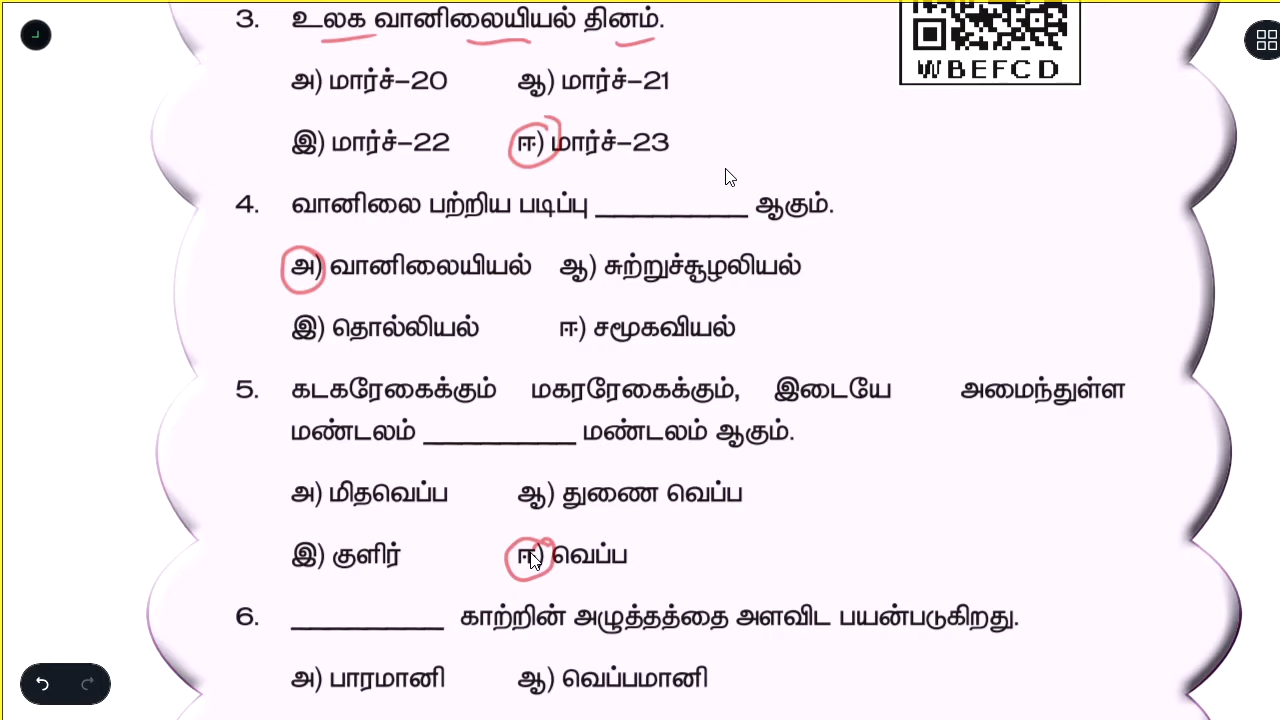 3. உலக வானிலையியல் தினம்.
அ) மார்ச்–20 ஆ) மார்ச்–21
இ) மார்ச்–22 ஈ) மார்ச்–23
WBEFCD
4. வானிலை பற்றிய படிப்பு __________ ஆகும்.
அ) வானிலையியல் ஆ) சுற்றுச்சூழலியல்
இ) தொல்லியல் ஈ) சமூகவியல்
5. கடகரேகைக்கும் மகரரேகைக்கும், இடையே அமைந்துள்ள
மண்டலம் __________ மண்டலம் ஆகும்.
அ) மிதவெப்ப ஆ) துணை வெப்ப
இ) குளிர் ஈ) வெப்ப
6. __________ காற்றின் அழுத்தத்தை அளவிட பயன்படுகிறது.
அ) பாரமானி ஆ) வெப்பமானி